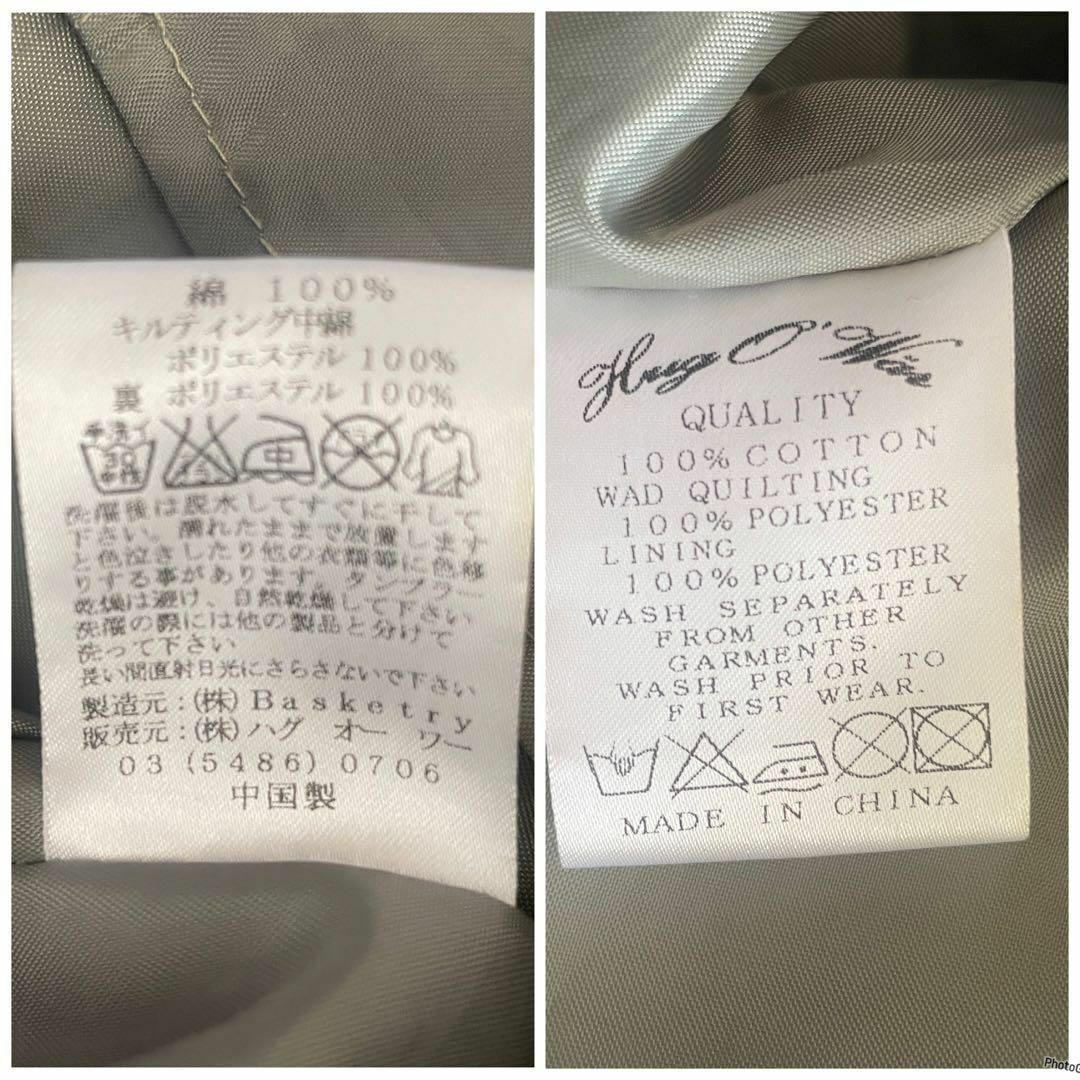 綿 100%
キルティング中綿
ポリエステル 100%
裏 ポリエステル 100%
手洗イ
30
中性
洗濯後は脱水してすぐに干して
下さい。濡れたままで放置します
と色泣きしたり他の衣類等に色移
りする事があります。タンブラー
乾燥は避け、自然乾燥して下さい
洗濯の際には他の製品と分けて
洗って下さい
長い間直射日光にさらさないで下さい
製造元:(株)Basketry
販売元:(株)ハグ オー ワー
03 (5486) 0706
中国製
Hug O'
QUALITY
100% COTTON
WAD QUILTING
100% POLYESTER
LINING
100% POLYESTER
WASH SEPARATELY
FROM OTHER
GARMENTS.
WASH PRIOR TO
FIRST WEAR.
MADE IN CHINA